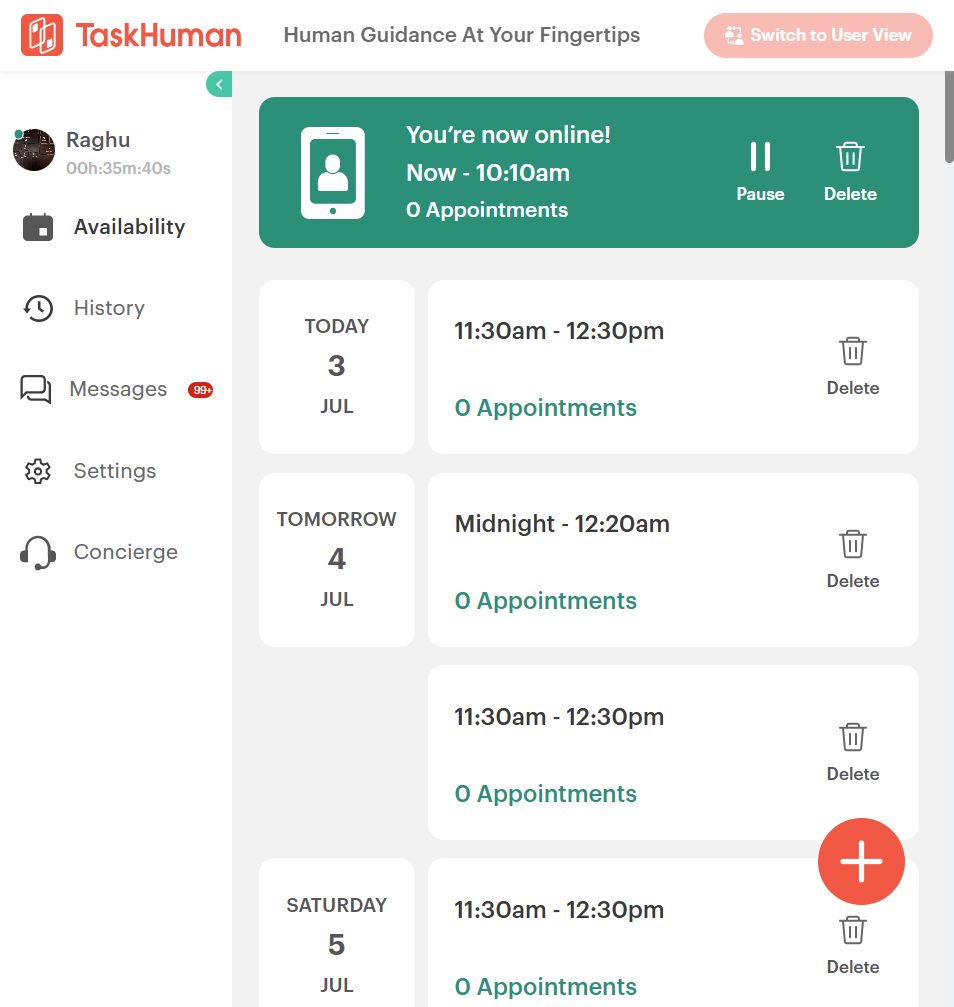 TaskHuman
Human Guidance At Your Fingertips
Switch to User View
Raghu
00h:35m:40s
Availability
History
Messages
99+
Settings
Concierge
You’re now online!
Now - 10:10am
0 Appointments
Pause
Delete
TODAY
3
JUL
11:30am - 12:30pm
0 Appointments
Delete
TOMORROW
4
JUL
Midnight - 12:20am
0 Appointments
Delete
11:30am - 12:30pm
0 Appointments
Delete
SATURDAY
5
JUL
11:30am - 12:30pm
0 Appointments
Delete